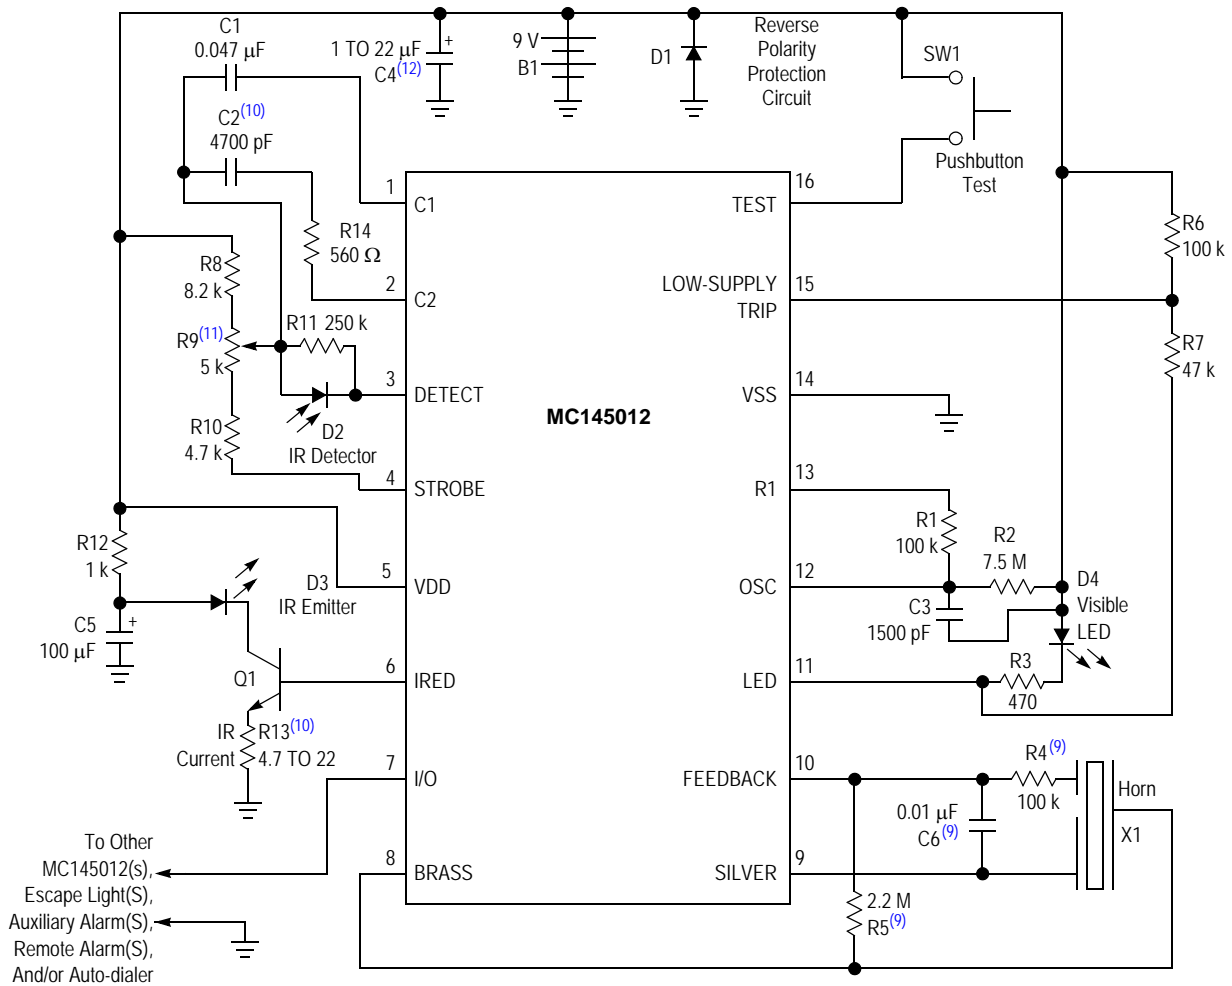 C1
0.047 μF
1 TO 22 μF
C4(12)
+
9 V
B1
D1
Reverse
Polarity
Protection
Circuit
SW1
Pushbutton
Test
C2(10)
4700 pF
R14
560 Ω
R8
8.2 k
R9(11)
5 k
R11 250 k
R10
4.7 k
D2
IR Detector
1
C1
2
C2
3
DETECT
4
STROBE
5
VDD
6
IRED
7
I/O
8
BRASS
MC145012
16
TEST
15
LOW-SUPPLY
TRIP
14
VSS
13
R1
12
OSC
11
LED
10
FEEDBACK
9
SILVER
R6
100 k
R7
47 k
R1
100 k
R2
7.5 M
C3
1500 pF
D4
Visible
LED
R3
470
R12
1 k
C5
100 μF
+
D3
IR Emitter
Q1
IR
Current
R13(10)
4.7 TO 22
R4(9)
100 k
0.01 μF
C6(9)
Horn
X1
2.2 M
R5(9)
To Other
MC145012(s),
Escape Light(S),
Auxiliary Alarm(S),
Remote Alarm(S),
And/or Auto-dialer